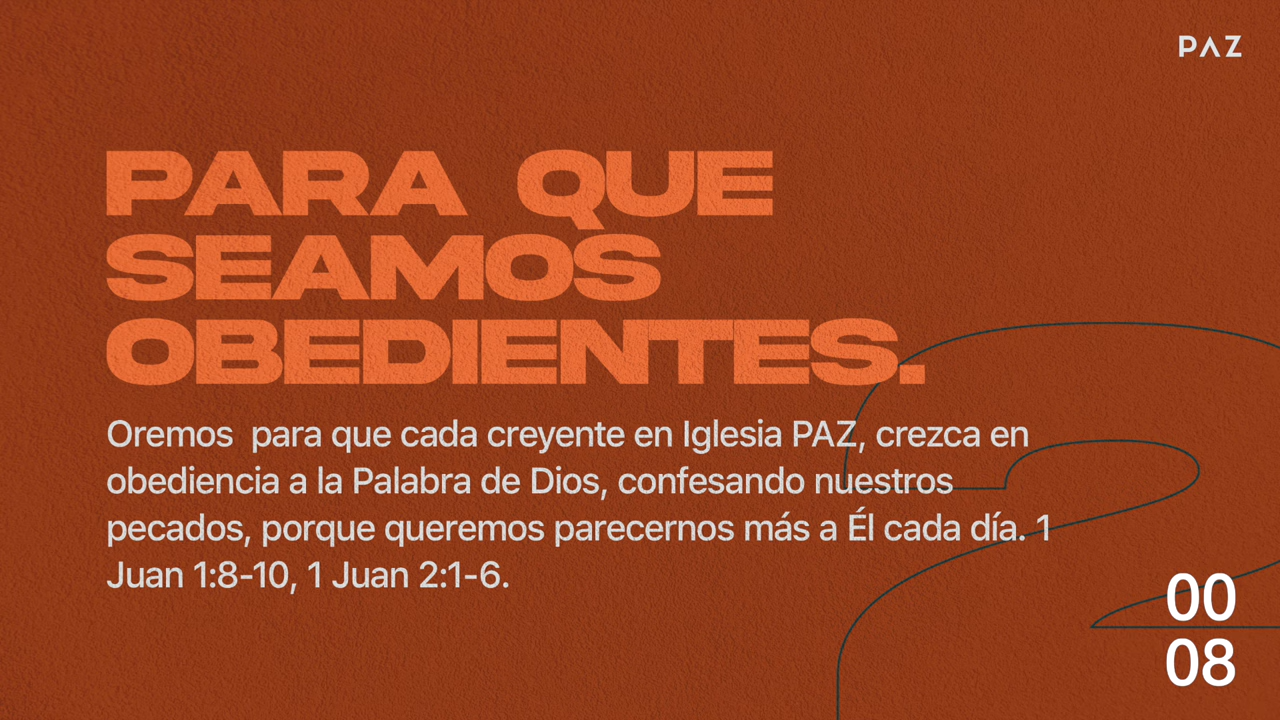 PAZ
PARA QUE
SEAMOS
OBEDIENTES.
Oremos  para que cada creyente en Iglesia PAZ, crezca en
obediencia a la Palabra de Dios, confesando nuestros
pecados, porque queremos parecernos más a Él cada día. 1
Juan 1:8-10, 1 Juan 2:1-6.
2
00
08